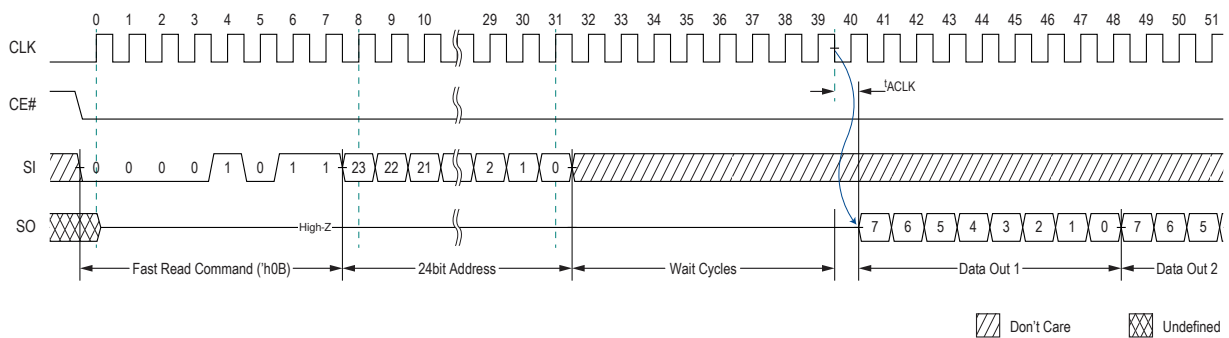 0 1 2 3 4 5 6 7 8 9 10 29 30 31 32 33 34 35 36 37 38 39 40 41 42 43 44 45 46 47 48 49 50 51
CLK
tACLK
CE#
SI 0 0 0 0 1 0 1 1 23 22 21 2 1 0
SO High-Z 7 6 5 4 3 2 1 0 7 6 5
Fast Read Command ('h0B) 24bit Address Wait Cycles Data Out 1 Data Out 2
Don't Care Undefined